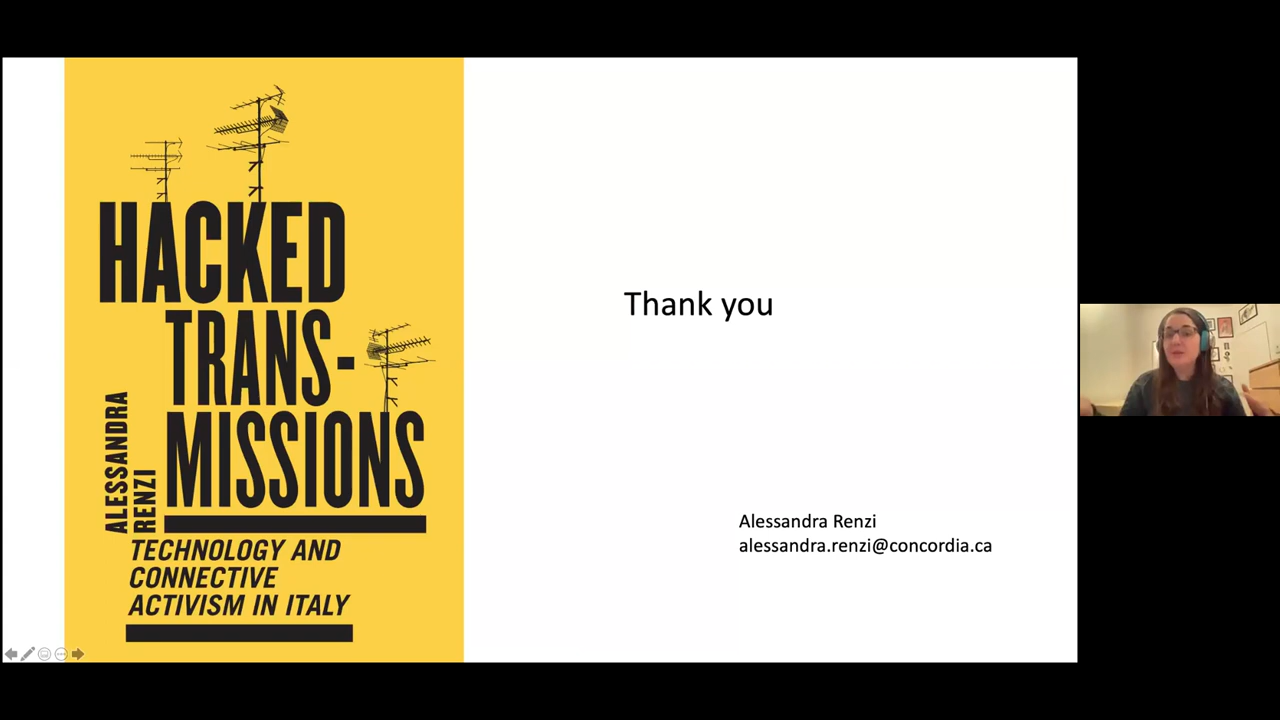 HACKED
TRANS-
MISSIONS
ALESSANDRA
RENZI
TECHNOLOGY AND
CONNECTIVE
ACTIVISM IN ITALY
Thank you
Alessandra Renzi
alessandra.renzi@concordia.ca